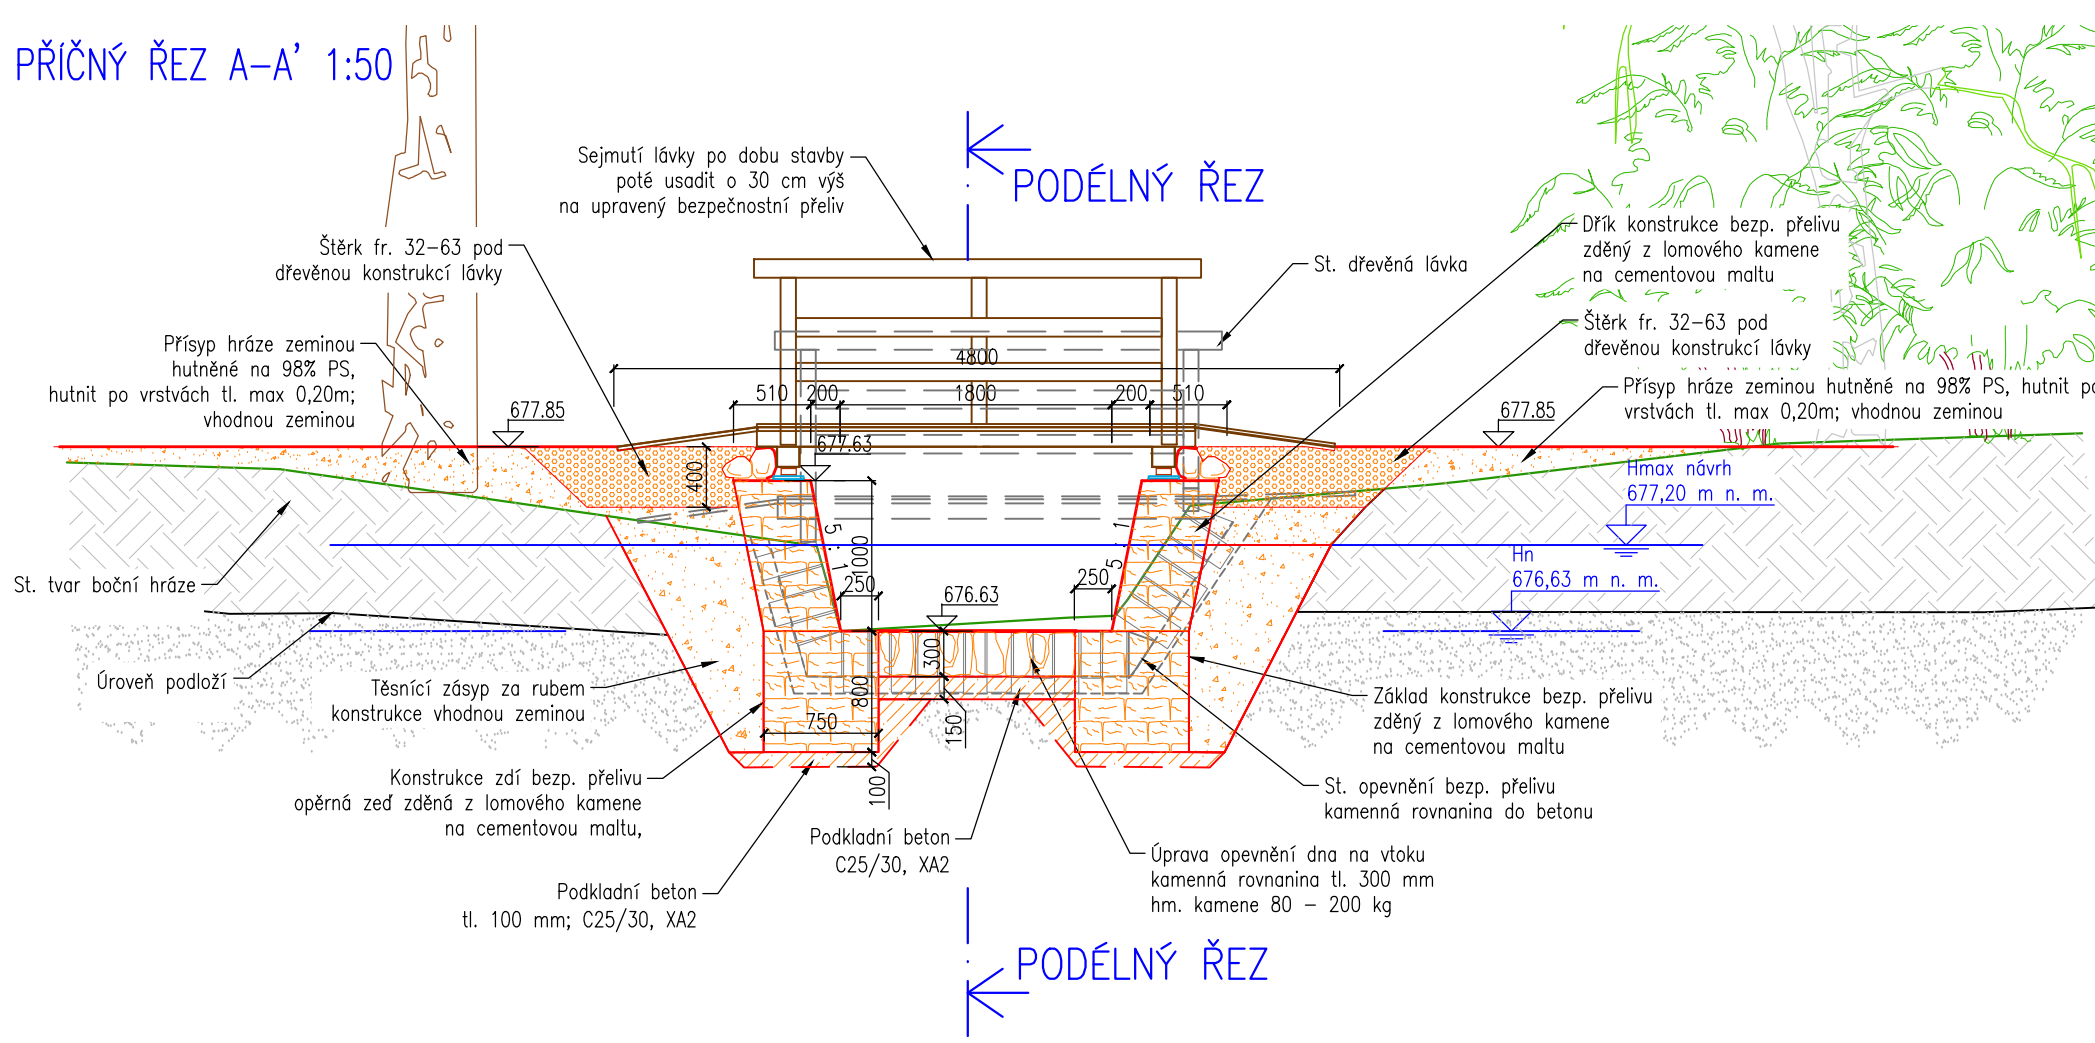 PŘÍČNÝ ŘEZ A–A’ 1:50
Sejmutí lávky po dobu stavby
poté usadit o 30 cm výš
na upravený bezpečnostní přeliv
PODÉLNÝ ŘEZ
Štěrk fr. 32–63 pod
dřevěnou konstrukcí lávky
St. dřevěná lávka
Dřík konstrukce bezp. přelivu
zděný z lomového kamene
na cementovou maltu
Štěrk fr. 32–63 pod
dřevěnou konstrukcí lávky
Přísyp hráze zeminou
hutněné na 98% PS,
hutnit po vrstvách tl. max 0,20m;
vhodnou zeminou
Přísyp hráze zeminou hutněné na 98% PS, hutnit po
vrstvách tl. max 0,20m; vhodnou zeminou
4800
510 200 1800 200 510
677.85
677.63
677.85
400
Hmax návrh
677,20 m n. m.
5 : 1
1000
1
5
Hn
676,63 m n. m.
250
676.63
250
St. tvar boční hráze
300
800
150
750
100
Úroveň podloží
Těsnící zásyp za rubem
konstrukce vhodnou zeminou
Základ konstrukce bezp. přelivu
zděný z lomového kamene
na cementovou maltu
Konstrukce zdí bezp. přelivu
opěrná zeď zděná z lomového kamene
na cementovou maltu,
St. opevnění bezp. přelivu
kamenná rovnanina do betonu
Podkladní beton
C25/30, XA2
Úprava opevnění dna na vtoku
kamenná rovnanina tl. 300 mm
hm. kamene 80 – 200 kg
Podkladní beton
tl. 100 mm; C25/30, XA2
PODÉLNÝ ŘEZ